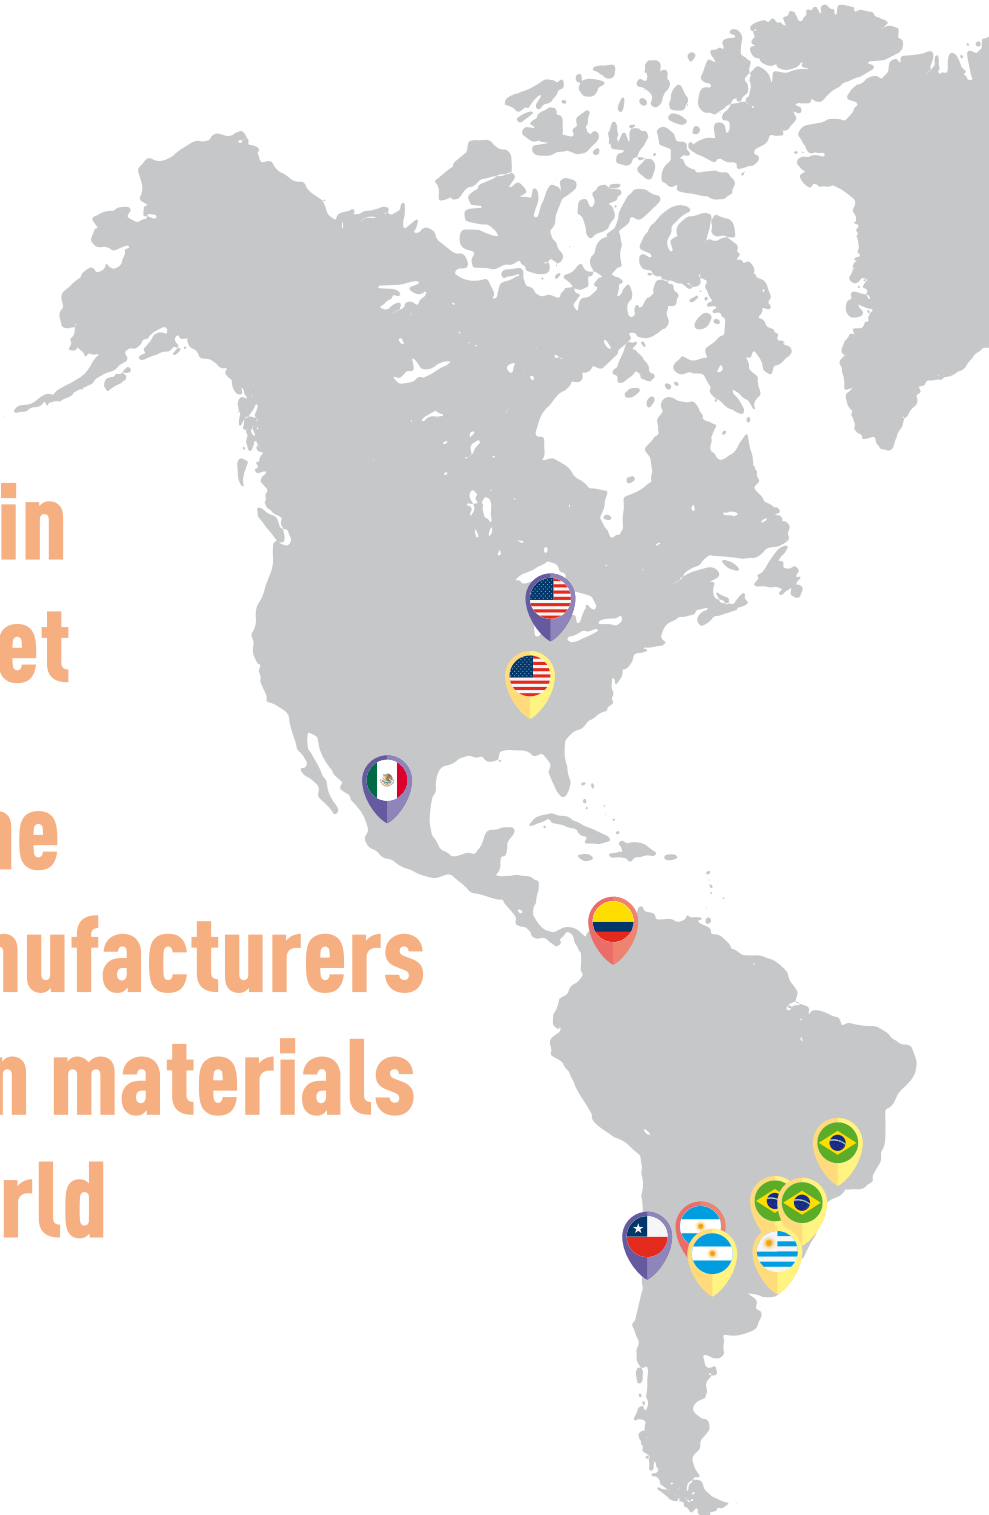 in
et
ne
nufacturers
n materials
rld